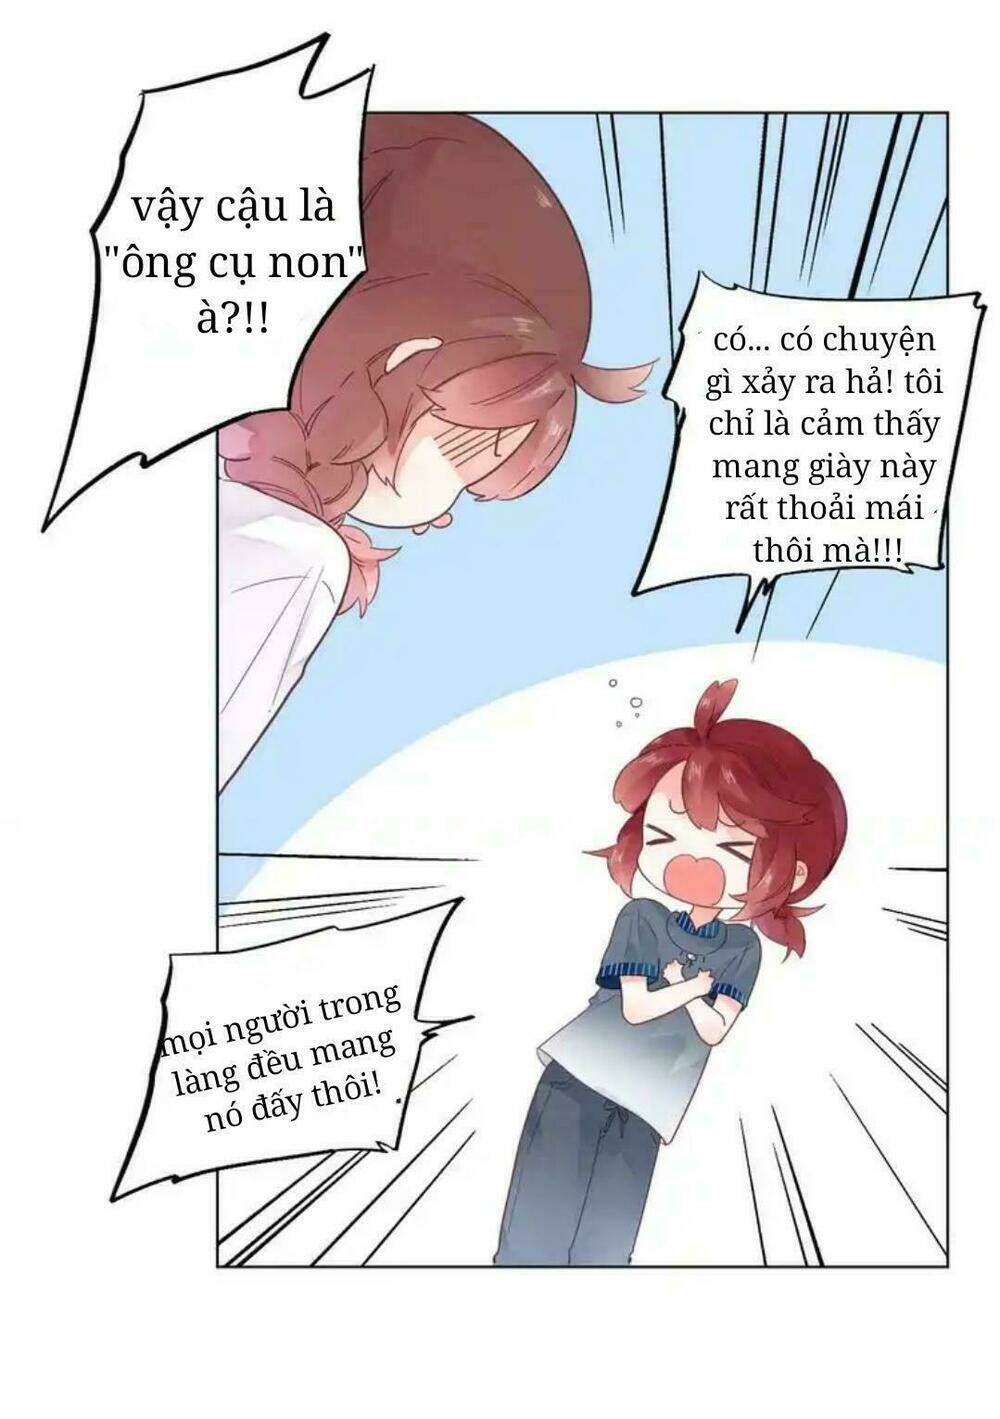 vậy cậu là
"ông cụ non"
à?!!
có... có chuyện
gì xảy ra hả! tôi
chỉ là cảm thấy
mang giày này
rất thoải mái
thôi mà!!!
mọi người trong
làng đều mang
nó đấy thôi!